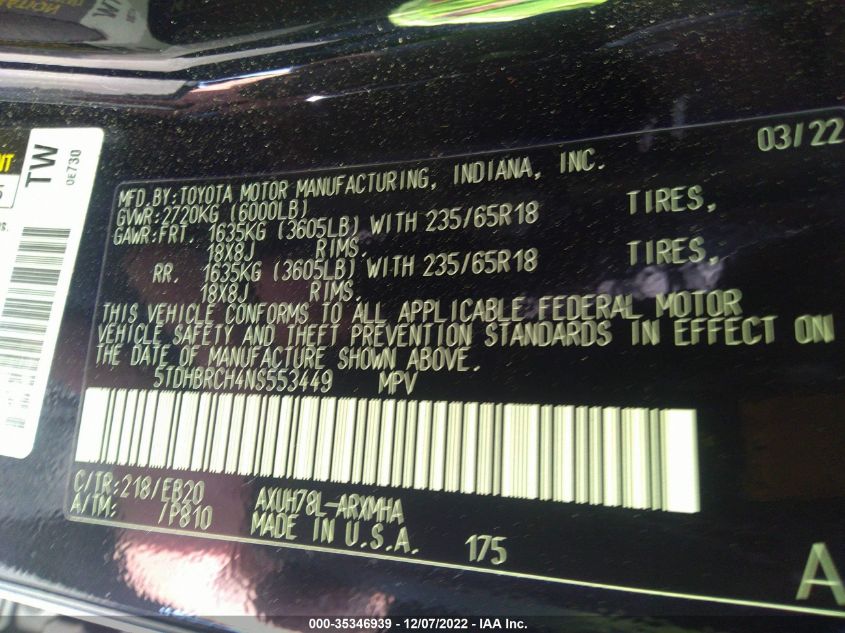 TW
0E730
03/22
MFD.BY:TOYOTA MOTOR MANUFACTURING, INDIANA, INC.
GVWR:2720KG (6000LB)
GAWR:FRT. 1635KG (3605LB) WITH 235/65R18 TIRES,
18X8J RIMS.
RR. 1635KG (3605LB) WITH 235/65R18 TIRES,
18X8J RIMS.
THIS VEHICLE CONFORMS TO ALL APPLICABLE FEDERAL MOTOR
VEHICLE SAFETY AND THEFT PREVENTION STANDARDS IN EFFECT ON
THE DATE OF MANUFACTURE SHOWN ABOVE.
5TDHBRCH4NS553449 MPV
C/TR:218/EB20 AXUH78L-ARXMHA
A/TM: /P810 MADE IN U.S.A. 175
A
000-35346939 - 12/07/2022 - IAA Inc.